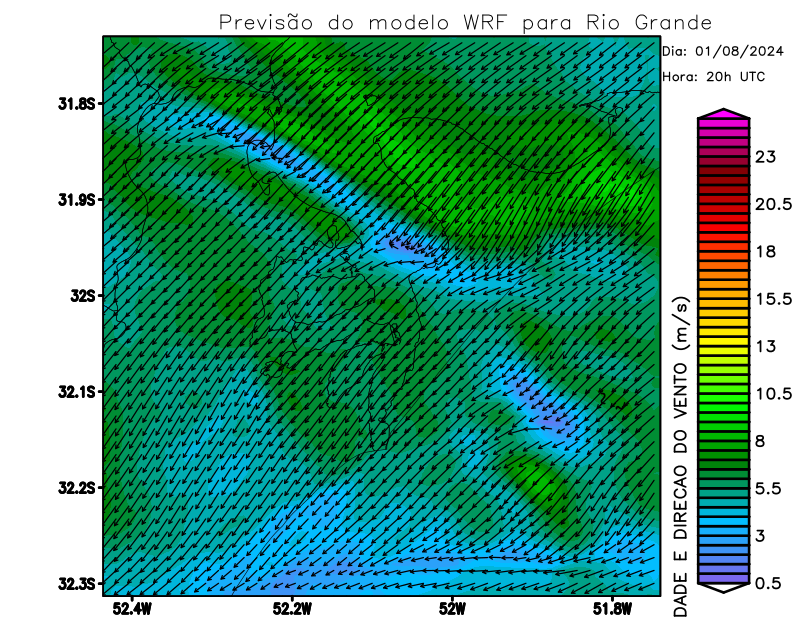 Previsão do modelo WRF para Rio Grande
Dia: 01/08/2024
Hora: 20h UTC
31.8S
31.9S
32S
32.1S
32.2S
32.3S
52.4W
52.2W
52W
51.8W
23
20.5
18
15.5
13
10.5
8
5.5
3
0.5
DADE E DIRECAO DO VENTO (m/s)